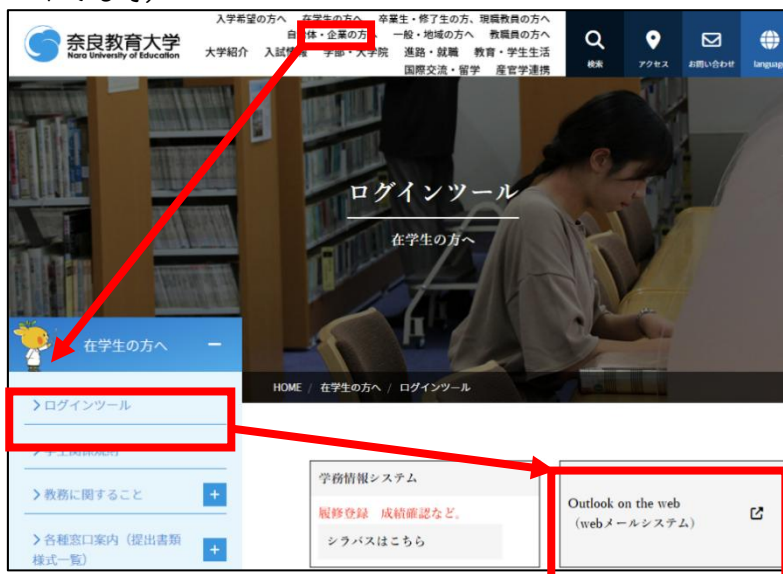 入学希望の方へ 在学生の方へ 卒業生・修了生の方、現職教員の方へ
自治体・企業の方へ 一般・地域の方へ 教職員の方へ
大学紹介 入試情報 学部・大学院 進路・就職 教育・学生生活
国際交流・留学 産官学連携
奈良教育大学
Nara University of Education
検索
アクセス
お問い合わせ
languag
ログインツール
在学生の方へ
在学生の方へ
HOME / 在学生の方へ / ログインツール
ログインツール
教務に関すること
各種窓口案内（提出書類
様式一覧）
学務情報システム
履修登録 成績確認など。
シラバスはこちら
Outlook on the web
（webメールシステム）